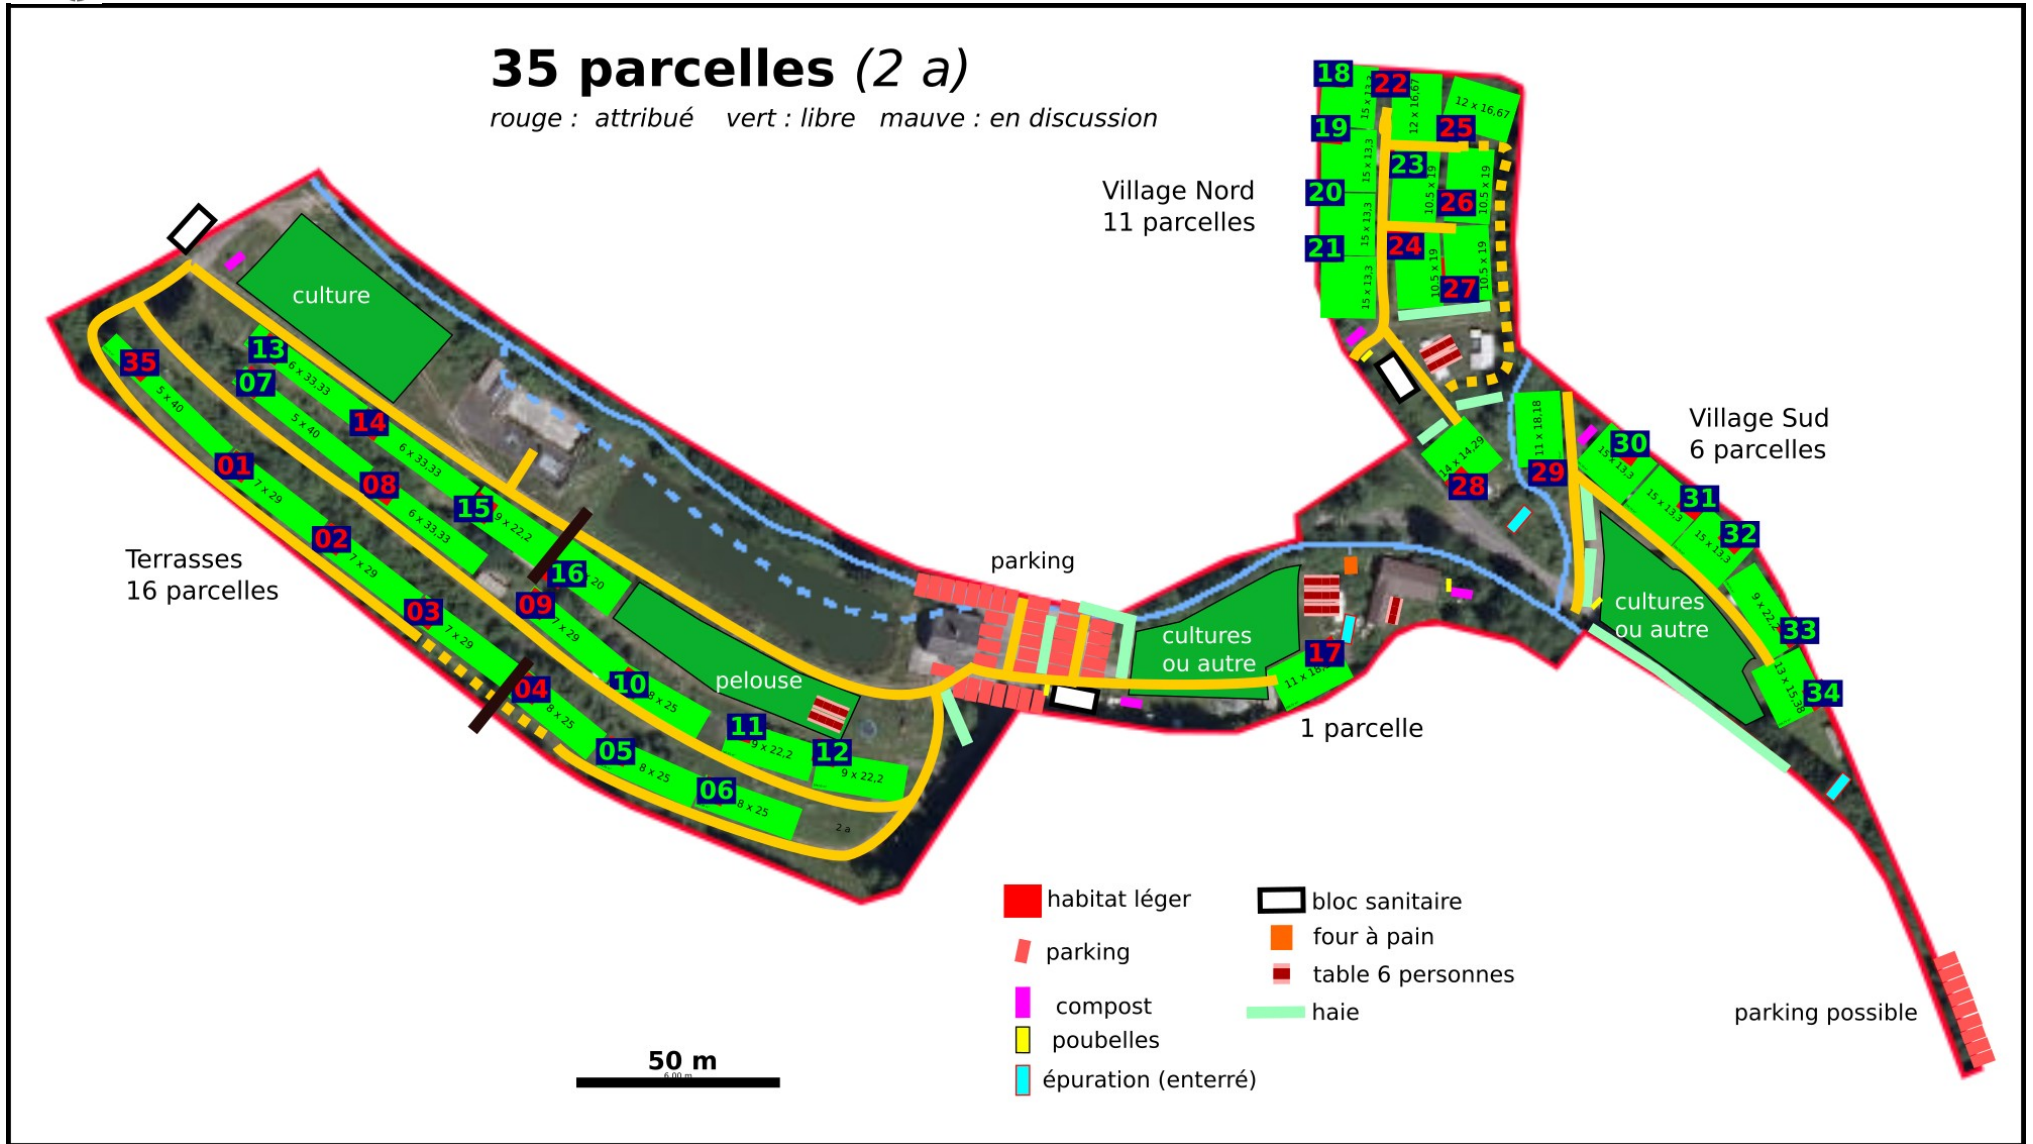 35 parcelles (2 a)
rouge : attribué vert : libre mauve : en discussion
Village Nord
11 parcelles
18
22
15 x 13,3
12 x 16,67
12 x 16,67
19
25
15 x 13,3
23
20
10,5 x 19
26
10,5 x 19
15 x 13,3
21
24
10,5 x 19
27
10,5 x 19
15 x 13,3
culture
13
6 x 33,33
35
07
5 x 40
5 x 40
14
6 x 33,33
01
7 x 29
08
6 x 33,33
15
9 x 22,2
02
7 x 29
16
20
09
7 x 29
03
7 x 29
04
8 x 25
10
8 x 25
05
8 x 25
11
9 x 22,2
12
9 x 22,2
06
8 x 25
2 a
Terrasses
16 parcelles
pelouse
parking
cultures
ou autre
17
1 parcelle
14 x 14,29
28
11 x 18,18
29
Village Sud
6 parcelles
30
15 x 13,3
31
15 x 13,3
32
15 x 13,3
33
9 x 22,2
34
13 x 15,38
cultures
ou autre
parking possible
habitat léger
parking
compost
poubelles
épuration (enterré)
bloc sanitaire
four à pain
table 6 personnes
haie
50 m
6,00 m